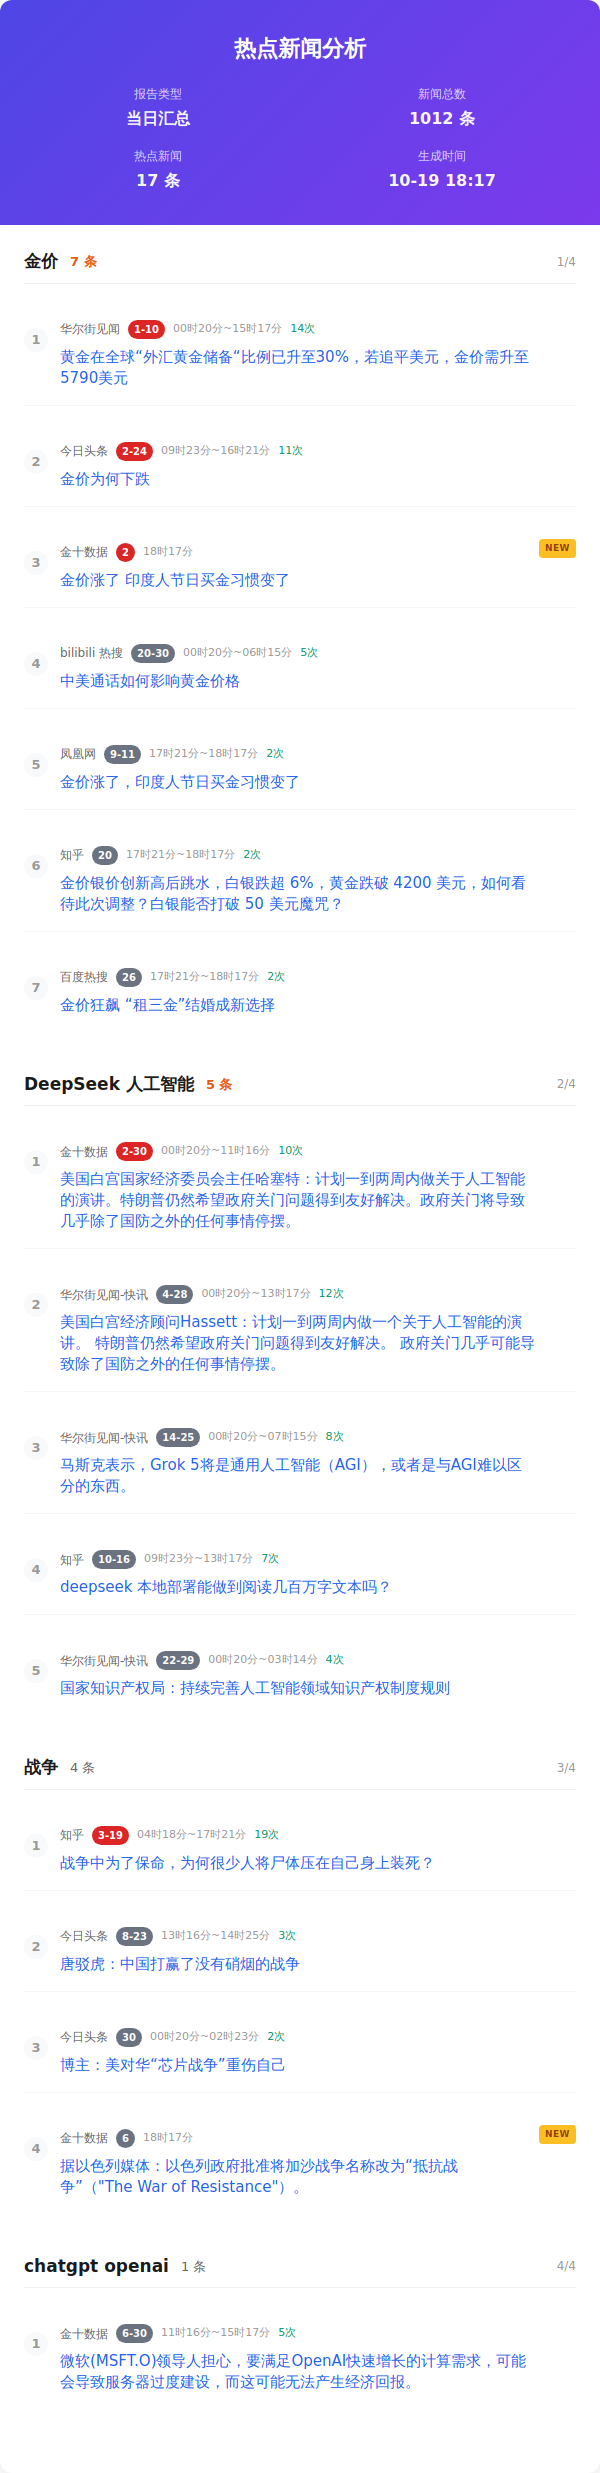 热点新闻分析
报告类型
新闻总数
当日汇总
1012 条
热点新闻
生成时间
17 条
10-19 18:17
金价 7 条 1/4
1
华尔街见闻 1-10 00时20分~15时17分 14次
黄金在全球“外汇黄金储备“比例已升至30%，若追平美元，金价需升至
5790美元
2
今日头条 2-24 09时23分~16时21分 11次
金价为何下跌
3
金十数据 2 18时17分 NEW
金价涨了 印度人节日买金习惯变了
4
bilibili 热搜 20-30 00时20分~06时15分 5次
中美通话如何影响黄金价格
5
凤凰网 9-11 17时21分~18时17分 2次
金价涨了，印度人节日买金习惯变了
6
知乎 20 17时21分~18时17分 2次
金价银价创新高后跳水，白银跌超 6%，黄金跌破 4200 美元，如何看
待此次调整？白银能否打破 50 美元魔咒？
7
百度热搜 26 17时21分~18时17分 2次
金价狂飙 “租三金”结婚成新选择
DeepSeek 人工智能 5 条 2/4
1
金十数据 2-30 00时20分~11时16分 10次
美国白宫国家经济委员会主任哈塞特：计划一到两周内做关于人工智能
的演讲。特朗普仍然希望政府关门问题得到友好解决。政府关门将导致
几乎除了国防之外的任何事情停摆。
2
华尔街见闻-快讯 4-28 00时20分~13时17分 12次
美国白宫经济顾问Hassett：计划一到两周内做一个关于人工智能的演
讲。 特朗普仍然希望政府关门问题得到友好解决。 政府关门几乎可能导
致除了国防之外的任何事情停摆。
3
华尔街见闻-快讯 14-25 00时20分~07时15分 8次
马斯克表示，Grok 5将是通用人工智能（AGI），或者是与AGI难以区
分的东西。
4
知乎 10-16 09时23分~13时17分 7次
deepseek 本地部署能做到阅读几百万字文本吗？
5
华尔街见闻-快讯 22-29 00时20分~03时14分 4次
国家知识产权局：持续完善人工智能领域知识产权制度规则
战争 4 条 3/4
1
知乎 3-19 04时18分~17时21分 19次
战争中为了保命，为何很少人将尸体压在自己身上装死？
2
今日头条 8-23 13时16分~14时25分 3次
唐驳虎：中国打赢了没有硝烟的战争
3
今日头条 30 00时20分~02时23分 2次
博主：美对华“芯片战争”重伤自己
4
金十数据 6 18时17分 NEW
据以色列媒体：以色列政府批准将加沙战争名称改为“抵抗战
争”（"The War of Resistance"）。
chatgpt openai 1 条 4/4
1
金十数据 6-30 11时16分~15时17分 5次
微软(MSFT.O)领导人担心，要满足OpenAI快速增长的计算需求，可能
会导致服务器过度建设，而这可能无法产生经济回报。